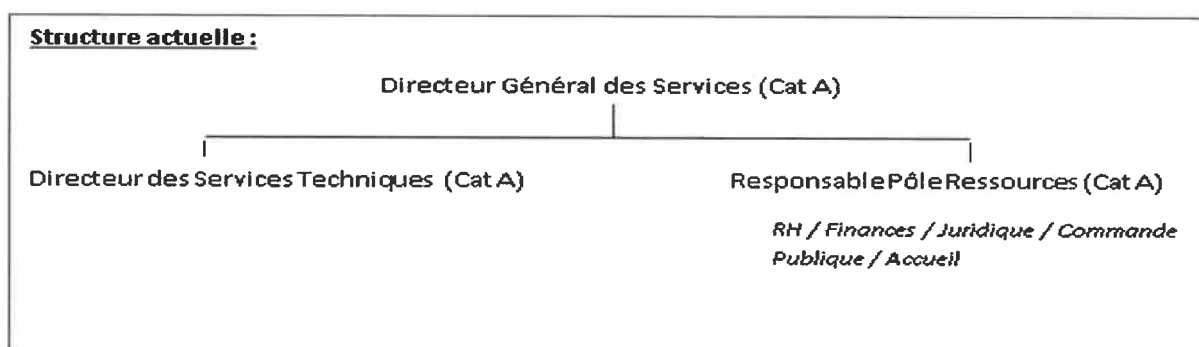 Structure actuelle :
Directeur Général des Services (Cat A)
Directeur des Services Techniques (Cat A)
Responsable Pôle Ressources (Cat A)
RH / Finances / Juridique / Commande
Publique / Accueil